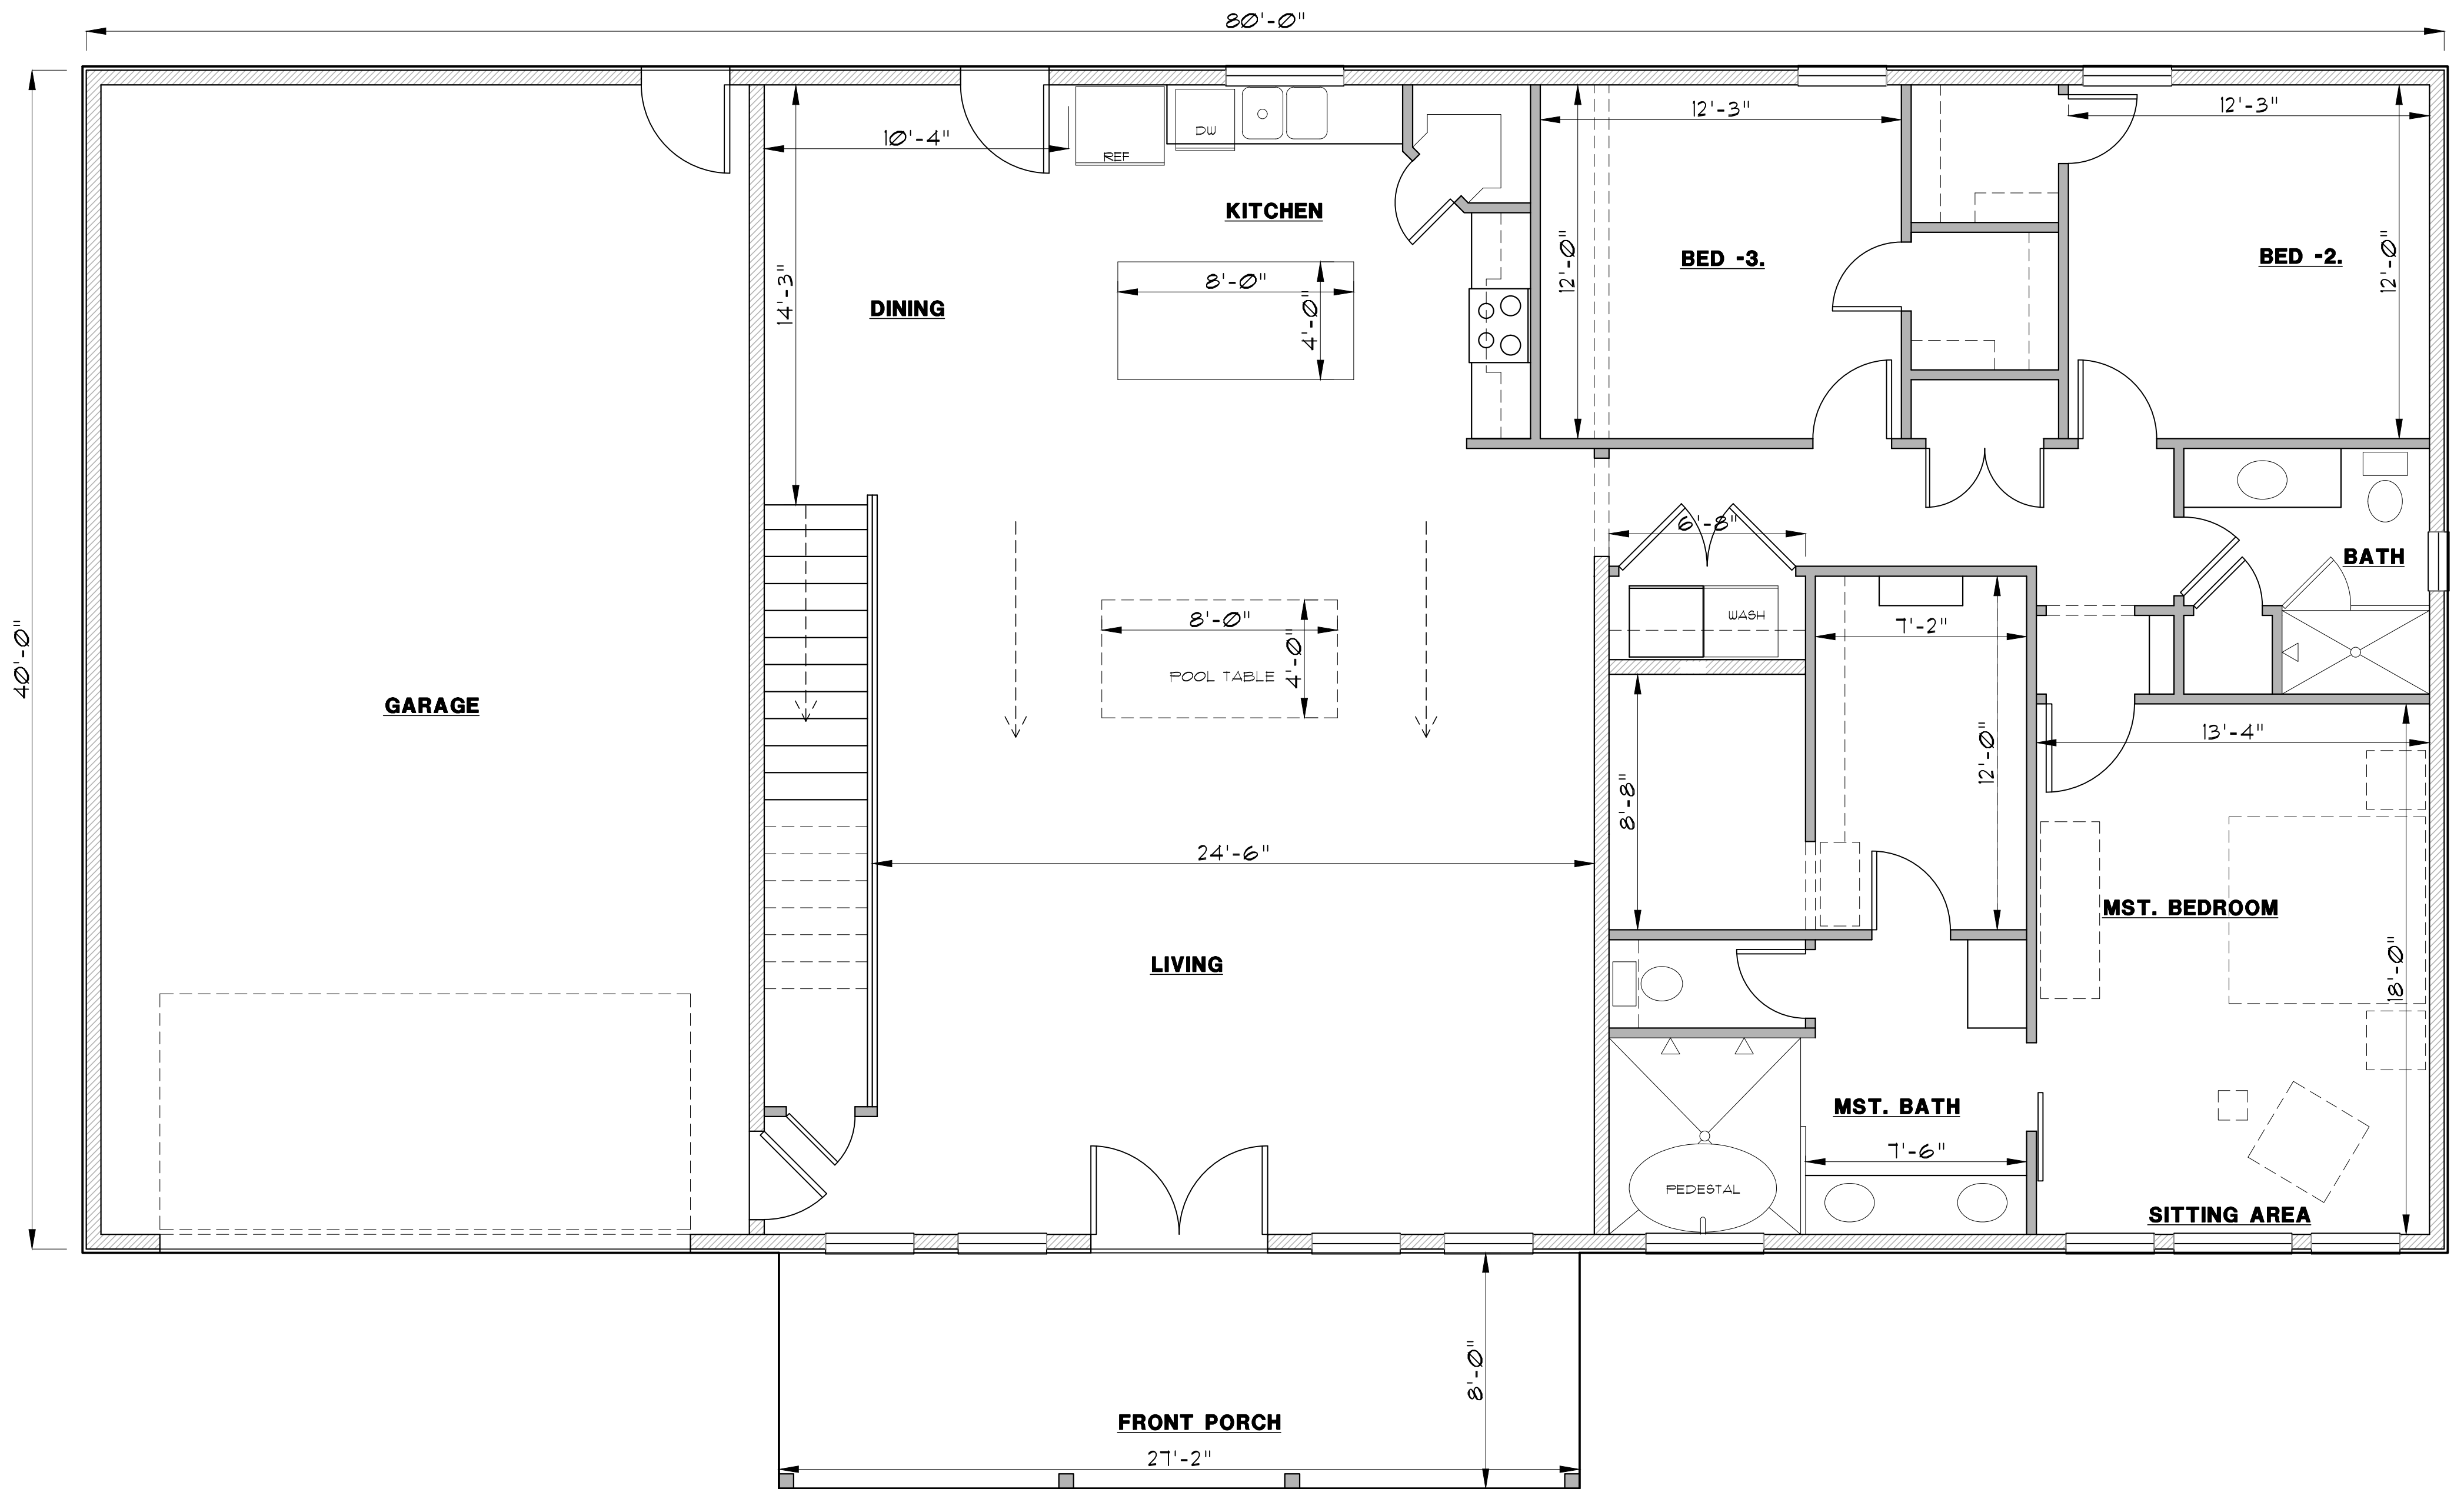 80'-0"
12'-3"
12'-3"
10'-4"
DW
REF
KITCHEN
12'-0"
BED -3.
BED -2.
12'-0"
14'-3"
8'-0"
4'-0"
DINING
6'-8"
BATH
WASH
8'-0"
4'-0"
POOL TABLE
7'-2"
40'-0"
GARAGE
13'-4"
12'-0"
8'-8"
24'-6"
MST. BEDROOM
LIVING
18'-0"
MST. BATH
7'-6"
PEDESTAL
SITTING AREA
8'-0"
FRONT PORCH
27'-2"